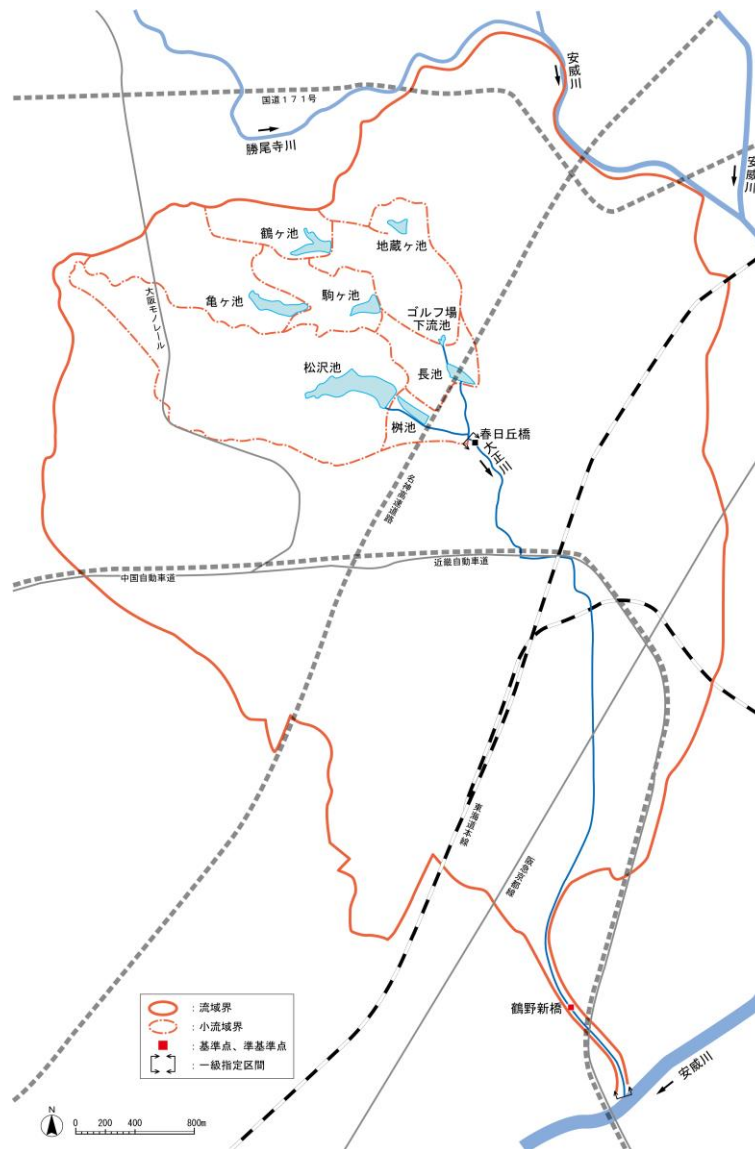 国道171号
勝尾寺川
安威川
安威川
鶴ヶ池
地蔵ヶ池
大阪モノレール
亀ヶ池
駒ヶ池
ゴルフ場
下流池
松沢池
長池
桝池
春日丘橋
大正川
名神高速道路
中国自動車道
近畿自動車道
東海道本線
阪急京都線
鶴野新橋
安威川
:流域界
:小流域界
:基準点、準基準点
:一級指定区間
N
0 200 400 800m